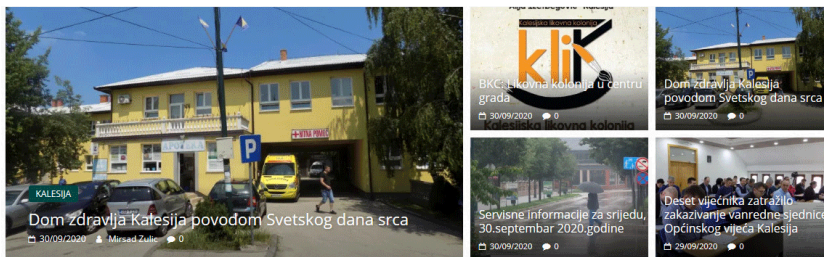 APOTEKA
HITNA POMOĆ
P
KALESIJA
Dom zdravlja Kalesija povodom Svetskog dana srca
30/09/2020 Mirsad Zulic 0
kliK
BKC: Likovna kolonija u centru
grada
30/09/2020 0
Kalesijska likovna kolonija
Dom zdravlja Kalesija
povodom Svetskog dana srca
30/09/2020 0
Servisne informacije za srijedu,
30.septembar 2020.godine
30/09/2020 0
Deset vijećnika zatražilo
zakazivanje vanredne sjednice
Općinskog vijeća Kalesija
29/09/2020 0